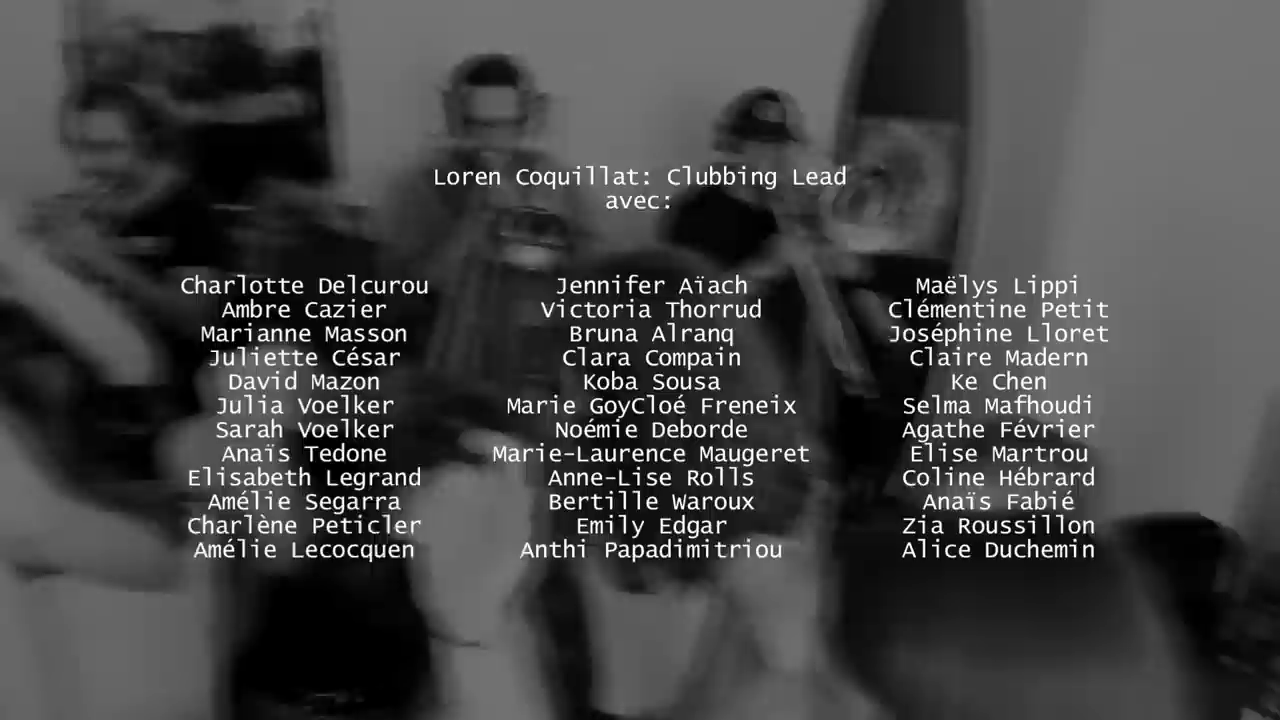 Loren Coquillat: Clubbing Lead
avec:
Charlotte Delcurou
Ambre Cazier
Marianne Masson
Juliette César
David Mazon
Julia Voelker
Sarah Voelker
Anaïs Tedone
Elisabeth Legrand
Amélie Segarra
Charlène Peticler
Amélie Lecocquen
Jennifer Aïach
Victoria Thorrud
Bruna Alranq
Clara Compain
Koba Sousa
Marie GoyCloé Freneix
Noémie Deborde
Marie-Laurence Maugeret
Anne-Lise Rolls
Bertille Waroux
Emily Edgar
Anthi Papadimitriou
Maëlys Lippi
Clémentine Petit
Joséphine Lloret
Claire Madern
Ke Chen
Selma Mafhoudi
Agathe Février
Elise Martrou
Coline Hébrard
Anaïs Fabié
Zia Roussillon
Alice Duchemin